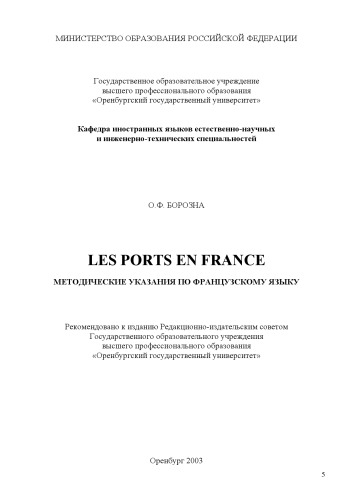 МИНИСТЕРСТВО ОБРАЗОВАНИЯ РОССИЙСКОЙ ФЕДЕРАЦИИ
Государственное образовательное учреждение
высшего профессионального образования
«Оренбургский государственный университет»
Кафедра иностранных языков естественно-научных
и инженерно-технических специальностей
О.Ф. БОРОЗНА
LES PORTS EN FRANCE
МЕТОДИЧЕСКИЕ УКАЗАНИЯ ПО ФРАНЦУЗСКОМУ ЯЗЫКУ
Рекомендовано к изданию Редакционно-издательским советом
Государственного образовательного учреждения
высшего профессионального образования
«Оренбургский государственный университет»
Оренбург 2003
5